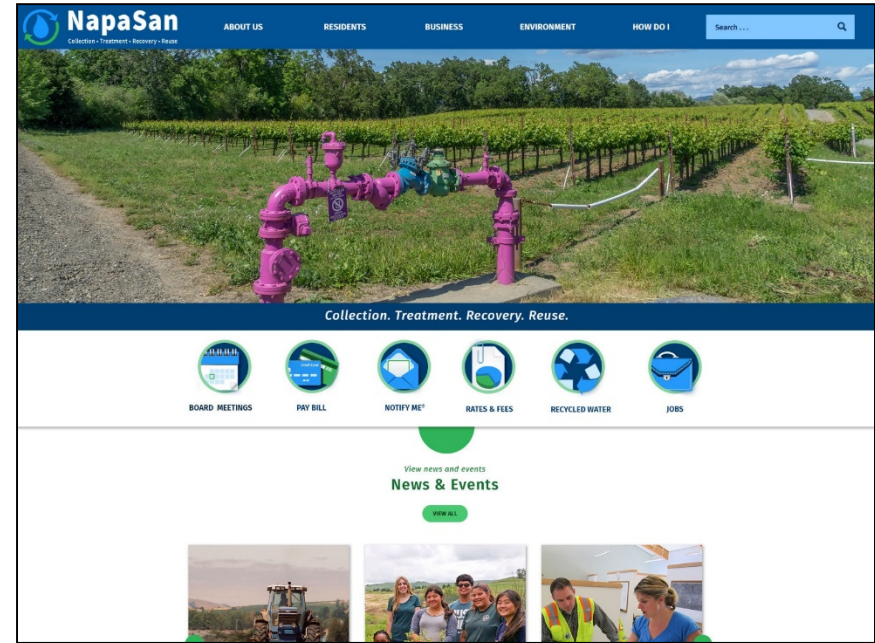 NapaSan
Collection • Treatment • Recovery • Reuse
ABOUT US
RESIDENTS
BUSINESS
ENVIRONMENT
HOW DO I
Search . . .
Collection. Treatment. Recovery. Reuse.
BOARD MEETINGS
PAY BILL
NOTIFY ME®
RATES & FEES
RECYCLED WATER
JOBS
View news and events
News & Events
VIEW ALL